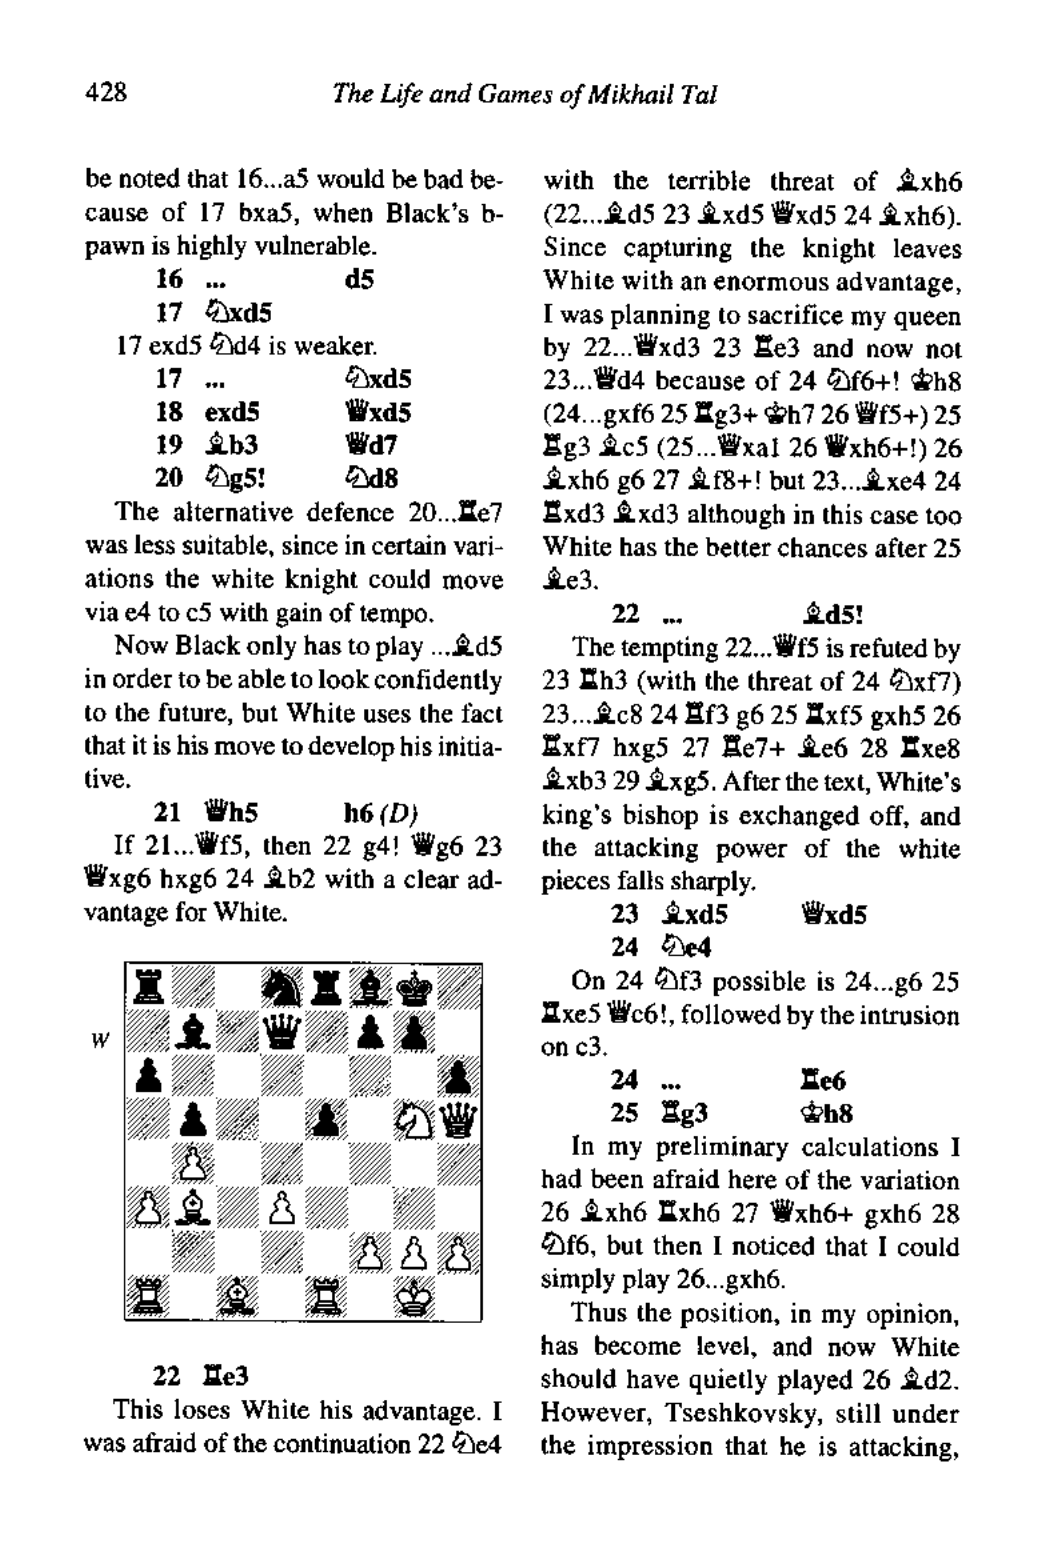 428
The Life and Games of Mikhail Tal
be noted that 16...a5 would be bad be-
cause of 17 bxa5, when Black's b-
pawn is highly vulnerable.
16 ... d5
17 ♘xd5
17 exd5 ♘d4 is weaker.
17 ... ♘xd5
18 exd5 ♕xd5
19 ♗b3 ♕d7
20 ♘g5! ♘d8
The alternative defence 20...♖e7
was less suitable, since in certain vari-
ations the white knight could move
via e4 to c5 with gain of tempo.
Now Black only has to play ...♗d5
in order to be able to look confidently
to the future, but White uses the fact
that it is his move to develop his initia-
tive.
21 ♕h5 h6 (D)
If 21...♕f5, then 22 g4! ♕g6 23
♕xg6 hxg6 24 ♗b2 with a clear ad-
vantage for White.
W
22 ♖e3
This loses White his advantage. I
was afraid of the continuation 22 ♘e4
with the terrible threat of ♗xh6
(22...♗d5 23 ♗xd5 ♕xd5 24 ♗xh6).
Since capturing the knight leaves
White with an enormous advantage,
I was planning to sacrifice my queen
by 22...♕xd3 23 ♖e3 and now not
23...♕d4 because of 24 ♘f6+! ♔h8
(24...gxf6 25 ♖g3+ ♔h7 26 ♕f5+) 25
♖g3 ♗c5 (25...♕xa1 26 ♕xh6+!) 26
♗xh6 g6 27 ♗f8+! but 23...♗xe4 24
♖xd3 ♗xd3 although in this case too
White has the better chances after 25
♗e3.
22 ... ♗d5!
The tempting 22...♕f5 is refuted by
23 ♖h3 (with the threat of 24 ♘xf7)
23...♗c8 24 ♖f3 g6 25 ♖xf5 gxh5 26
♖xf7 hxg5 27 ♖e7+ ♗e6 28 ♖xe8
♗xb3 29 ♗xg5. After the text, White's
king's bishop is exchanged off, and
the attacking power of the white
pieces falls sharply.
23 ♗xd5 ♕xd5
24 ♘e4
On 24 ♘f3 possible is 24...g6 25
♖xe5 ♕c6!, followed by the intrusion
on c3.
24 ... ♖e6
25 ♖g3 ♔h8
In my preliminary calculations I
had been afraid here of the variation
26 ♗xh6 ♖xh6 27 ♕xh6+ gxh6 28
♘f6, but then I noticed that I could
simply play 26...gxh6.
Thus the position, in my opinion,
has become level, and now White
should have quietly played 26 ♗d2.
However, Tseshkovsky, still under
the impression that he is attacking,